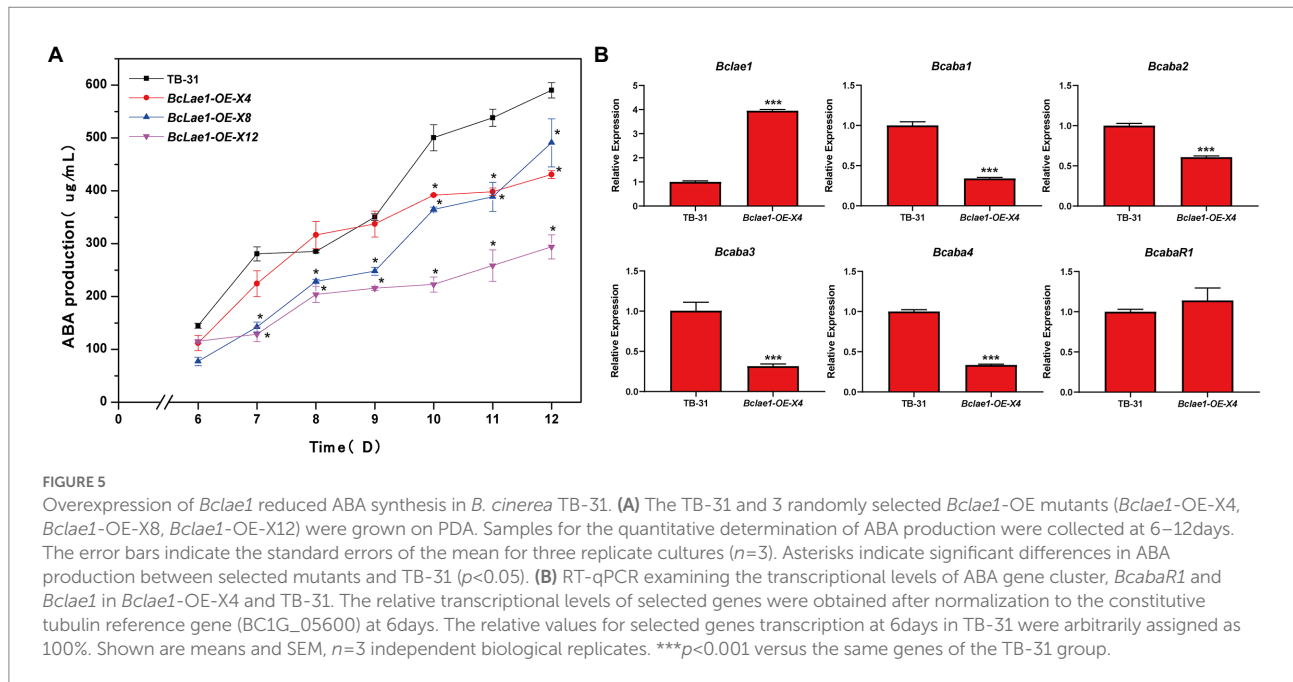 A
TB-31
BcLae1-OE-X4
BcLae1-OE-X8
BcLae1-OE-X12
ABA production( ug/mL)
600
500
400
300
200
100
0
0 6 7 8 9 10 11 12
Time( D)
* * * * * * * * * * * * * *
B
Bclae1
Relative Expression
5
4
3
2
1
0
***
TB-31 Bclae1-OE-X4
Bcaba1
Relative Expression
1.5
1.0
0.5
0.0
***
TB-31 Bclae1-OE-X4
Bcaba2
Relative Expression
1.5
1.0
0.5
0.0
***
TB-31 Bclae1-OE-X4
Bcaba3
Relative Expression
1.5
1.0
0.5
0.0
***
TB-31 Bclae1-OE-X4
Bcaba4
Relative Expression
1.5
1.0
0.5
0.0
***
TB-31 Bclae1-OE-X4
BcabaR1
Relative Expression
1.5
1.0
0.5
0.0
TB-31 Bclae1-OE-X4
FIGURE 5
Overexpression of Bclae1 reduced ABA synthesis in B. cinerea TB-31. (A) The TB-31 and 3 randomly selected Bclae1-OE mutants (Bclae1-OE-X4,
Bclae1-OE-X8, Bclae1-OE-X12) were grown on PDA. Samples for the quantitative determination of ABA production were collected at 6–12days.
The error bars indicate the standard errors of the mean for three replicate cultures (n=3). Asterisks indicate significant differences in ABA
production between selected mutants and TB-31 (p<0.05). (B) RT-qPCR examining the transcriptional levels of ABA gene cluster, BcabaR1 and
Bclae1 in Bclae1-OE-X4 and TB-31. The relative transcriptional levels of selected genes were obtained after normalization to the constitutive
tubulin reference gene (BC1G_05600) at 6days. The relative values for selected genes transcription at 6days in TB-31 were arbitrarily assigned as
100%. Shown are means and SEM, n=3 independent biological replicates. ***p<0.001 versus the same genes of the TB-31 group.